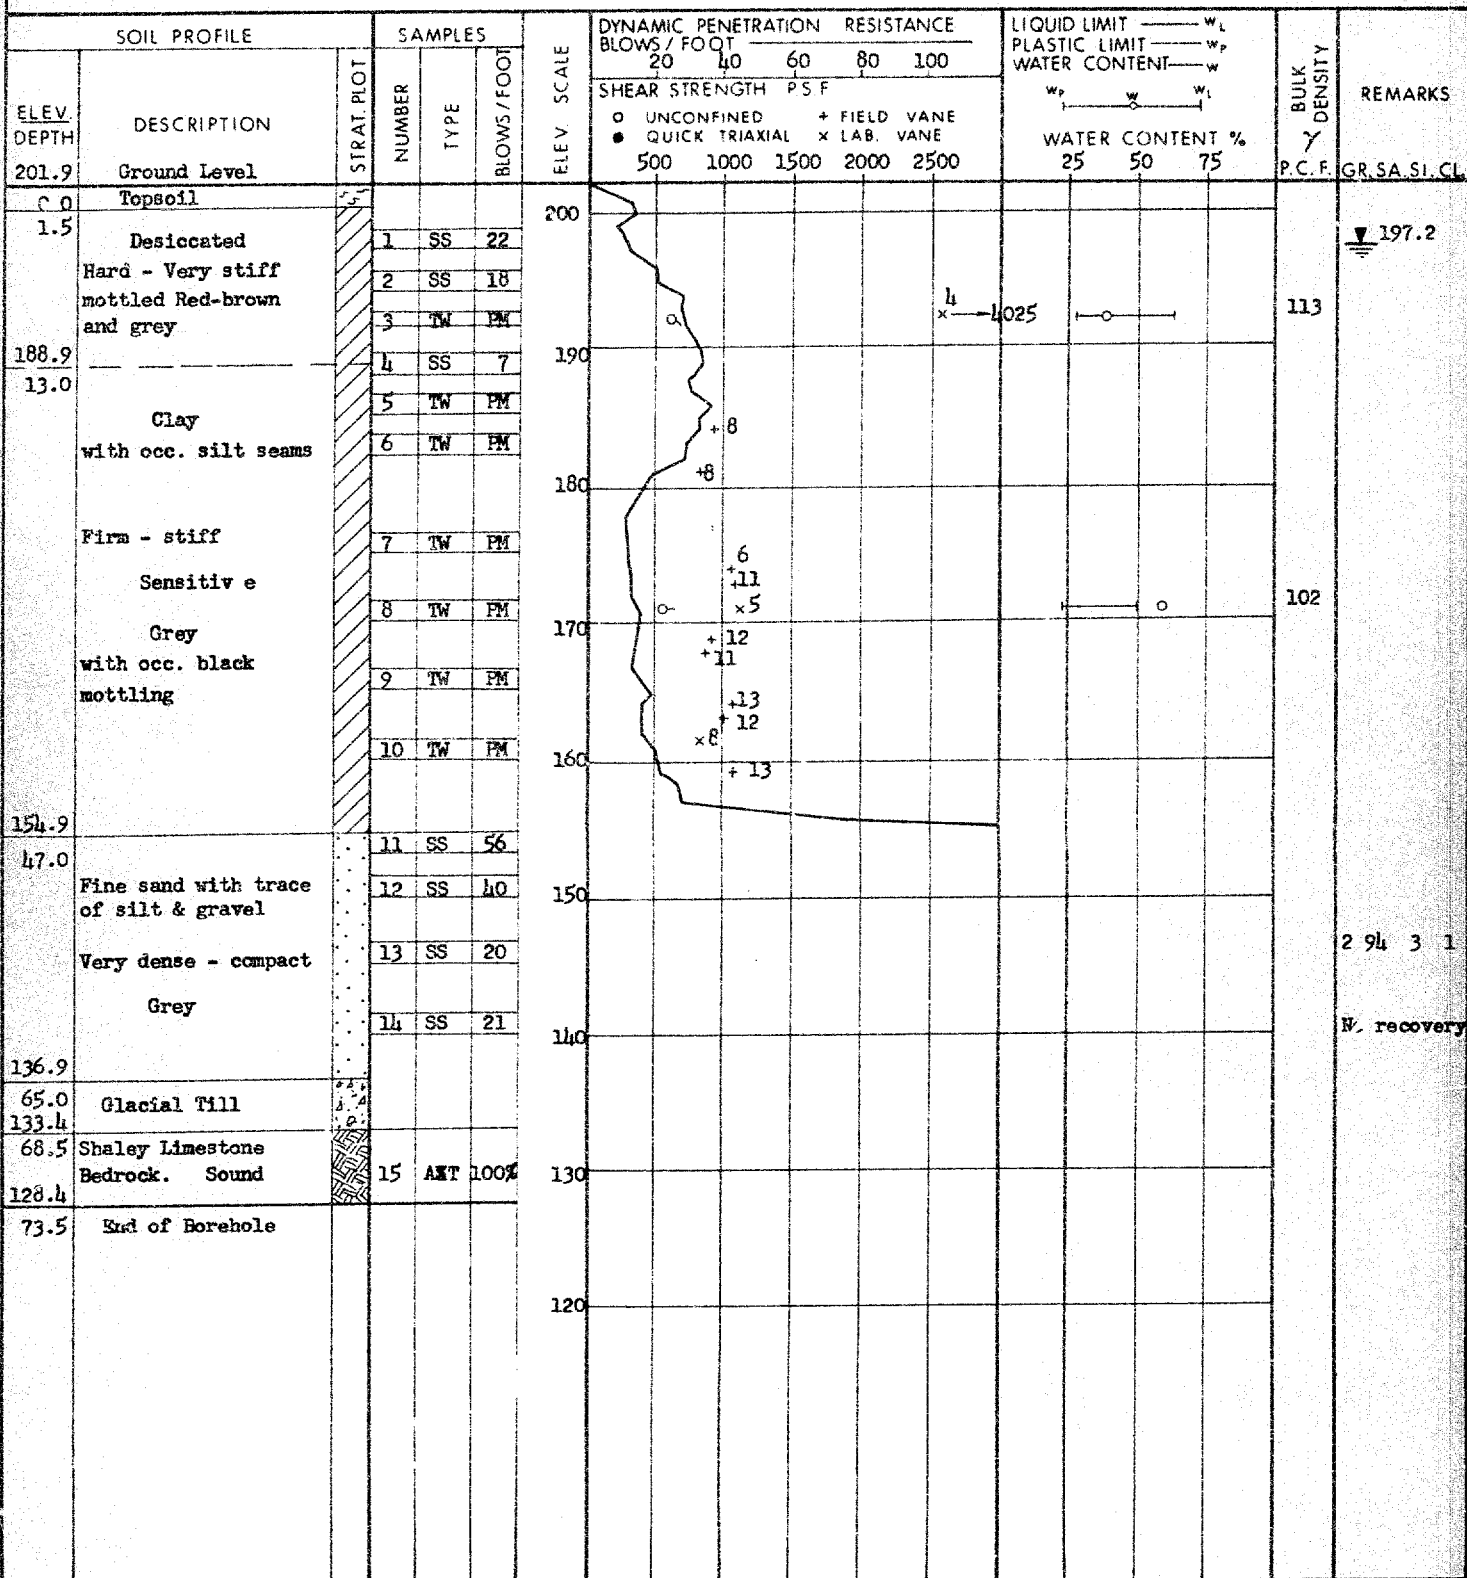 SOIL PROFILE
SAMPLES
ELEV. SCALE
DYNAMIC PENETRATION RESISTANCE
BLOWS / FOOT
20 40 60 80 100
SHEAR STRENGTH P S F
o UNCONFINED + FIELD VANE
● QUICK TRIAXIAL × LAB. VANE
500 1000 1500 2000 2500
LIQUID LIMIT —— wL
PLASTIC LIMIT —— wP
WATER CONTENT —— w
wP w wL
WATER CONTENT %
25 50 75
BULK DENSITY
γ
P.C.F.
REMARKS
GR.SA.SI.CL
ELEV.
DEPTH
DESCRIPTION
STRAT. PLOT
NUMBER
TYPE
BLOWS/FOOT
201.9 Ground Level
0.0 Topsoil
1.5
200
Desiccated
1 SS 22
197.2
Hard - Very stiff
2 SS 18
mottled Red-brown
3 TW PM
4
4025
113
and grey
188.9
4 SS 7
190
13.0
5 TW PM
Clay
8
with occ. silt seams
6 TW PM
8
180
Firm - stiff
7 TW PM
6
11
Sensitiv e
8 TW PM
5
102
170
Grey
12
with occ. black
11
mottling
9 TW PM
13
12
8
10 TW PM
160
13
154.9
47.0
11 SS 56
Fine sand with trace
12 SS 40
150
of silt & gravel
Very dense - compact
13 SS 20
2 94 3 1
Grey
14 SS 21
recovery
140
136.9
65.0
Glacial Till
133.4
68.5 Shaley Limestone
Bedrock. Sound
15 AXT 100%
130
128.4
73.5 End of Borehole
120